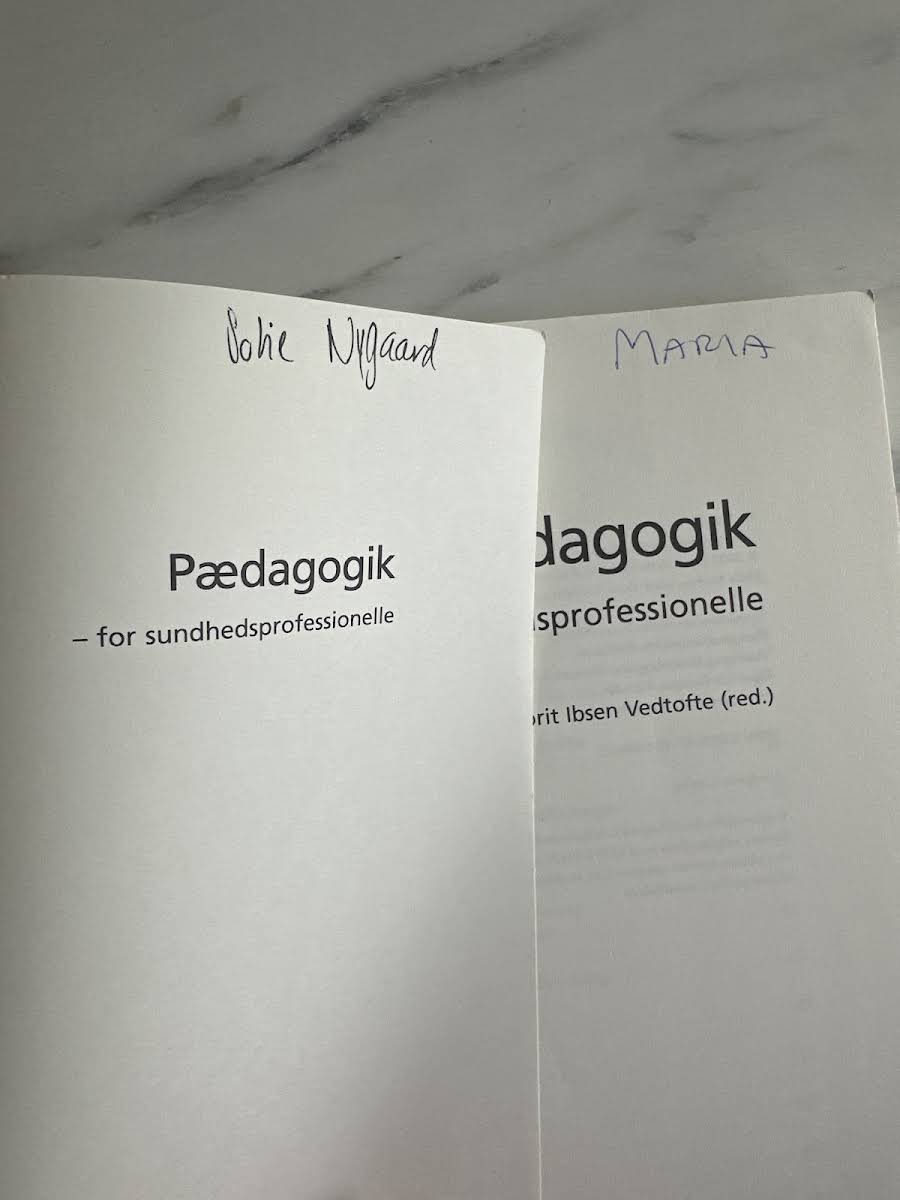 Sofie Nygaard
Pædagogik
– for sundhedsprofessionelle
MARIA
dagogik
sprofessionelle
rit Ibsen Vedtofte (red.)